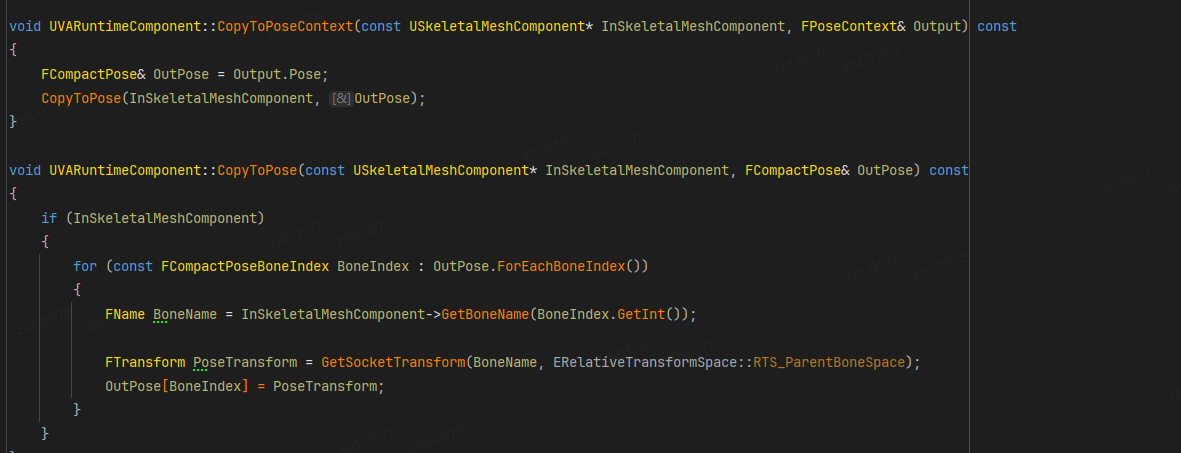 void UVARuntimeComponent::CopyToPoseContext(const USkeletalMeshComponent* InSkeletalMeshComponent, FPoseContext& Output) const
{
    FCompactPose& OutPose = Output.Pose;
    CopyToPose(InSkeletalMeshComponent, [&]OutPose);
}
void UVARuntimeComponent::CopyToPose(const USkeletalMeshComponent* InSkeletalMeshComponent, FCompactPose& OutPose) const
{
    if (InSkeletalMeshComponent)
    {
        for (const FCompactPoseBoneIndex BoneIndex : OutPose.ForEachBoneIndex())
        {
            FName BoneName = InSkeletalMeshComponent->GetBoneName(BoneIndex.GetInt());
            FTransform PoseTransform = GetSocketTransform(BoneName, ERelativeTransformSpace::RTS_ParentBoneSpace);
            OutPose[BoneIndex] = PoseTransform;
        }
    }